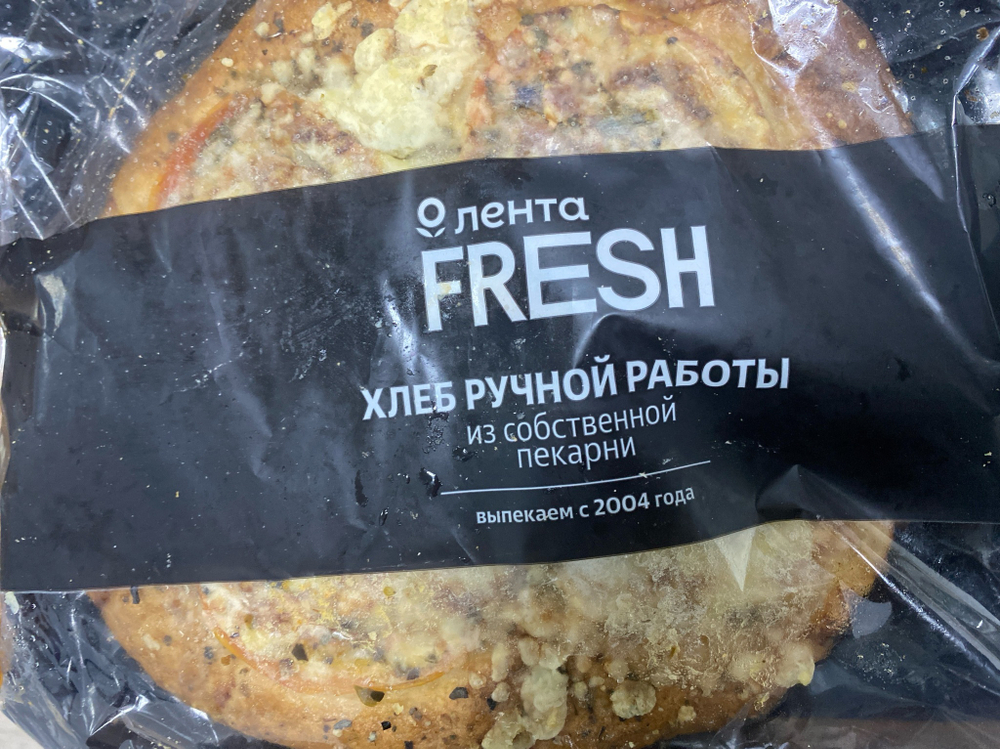 лента
FRESH
ХЛЕБ РУЧНОЙ РАБОТЫ
из собственной
пекарни
выпекаем с 2004 года